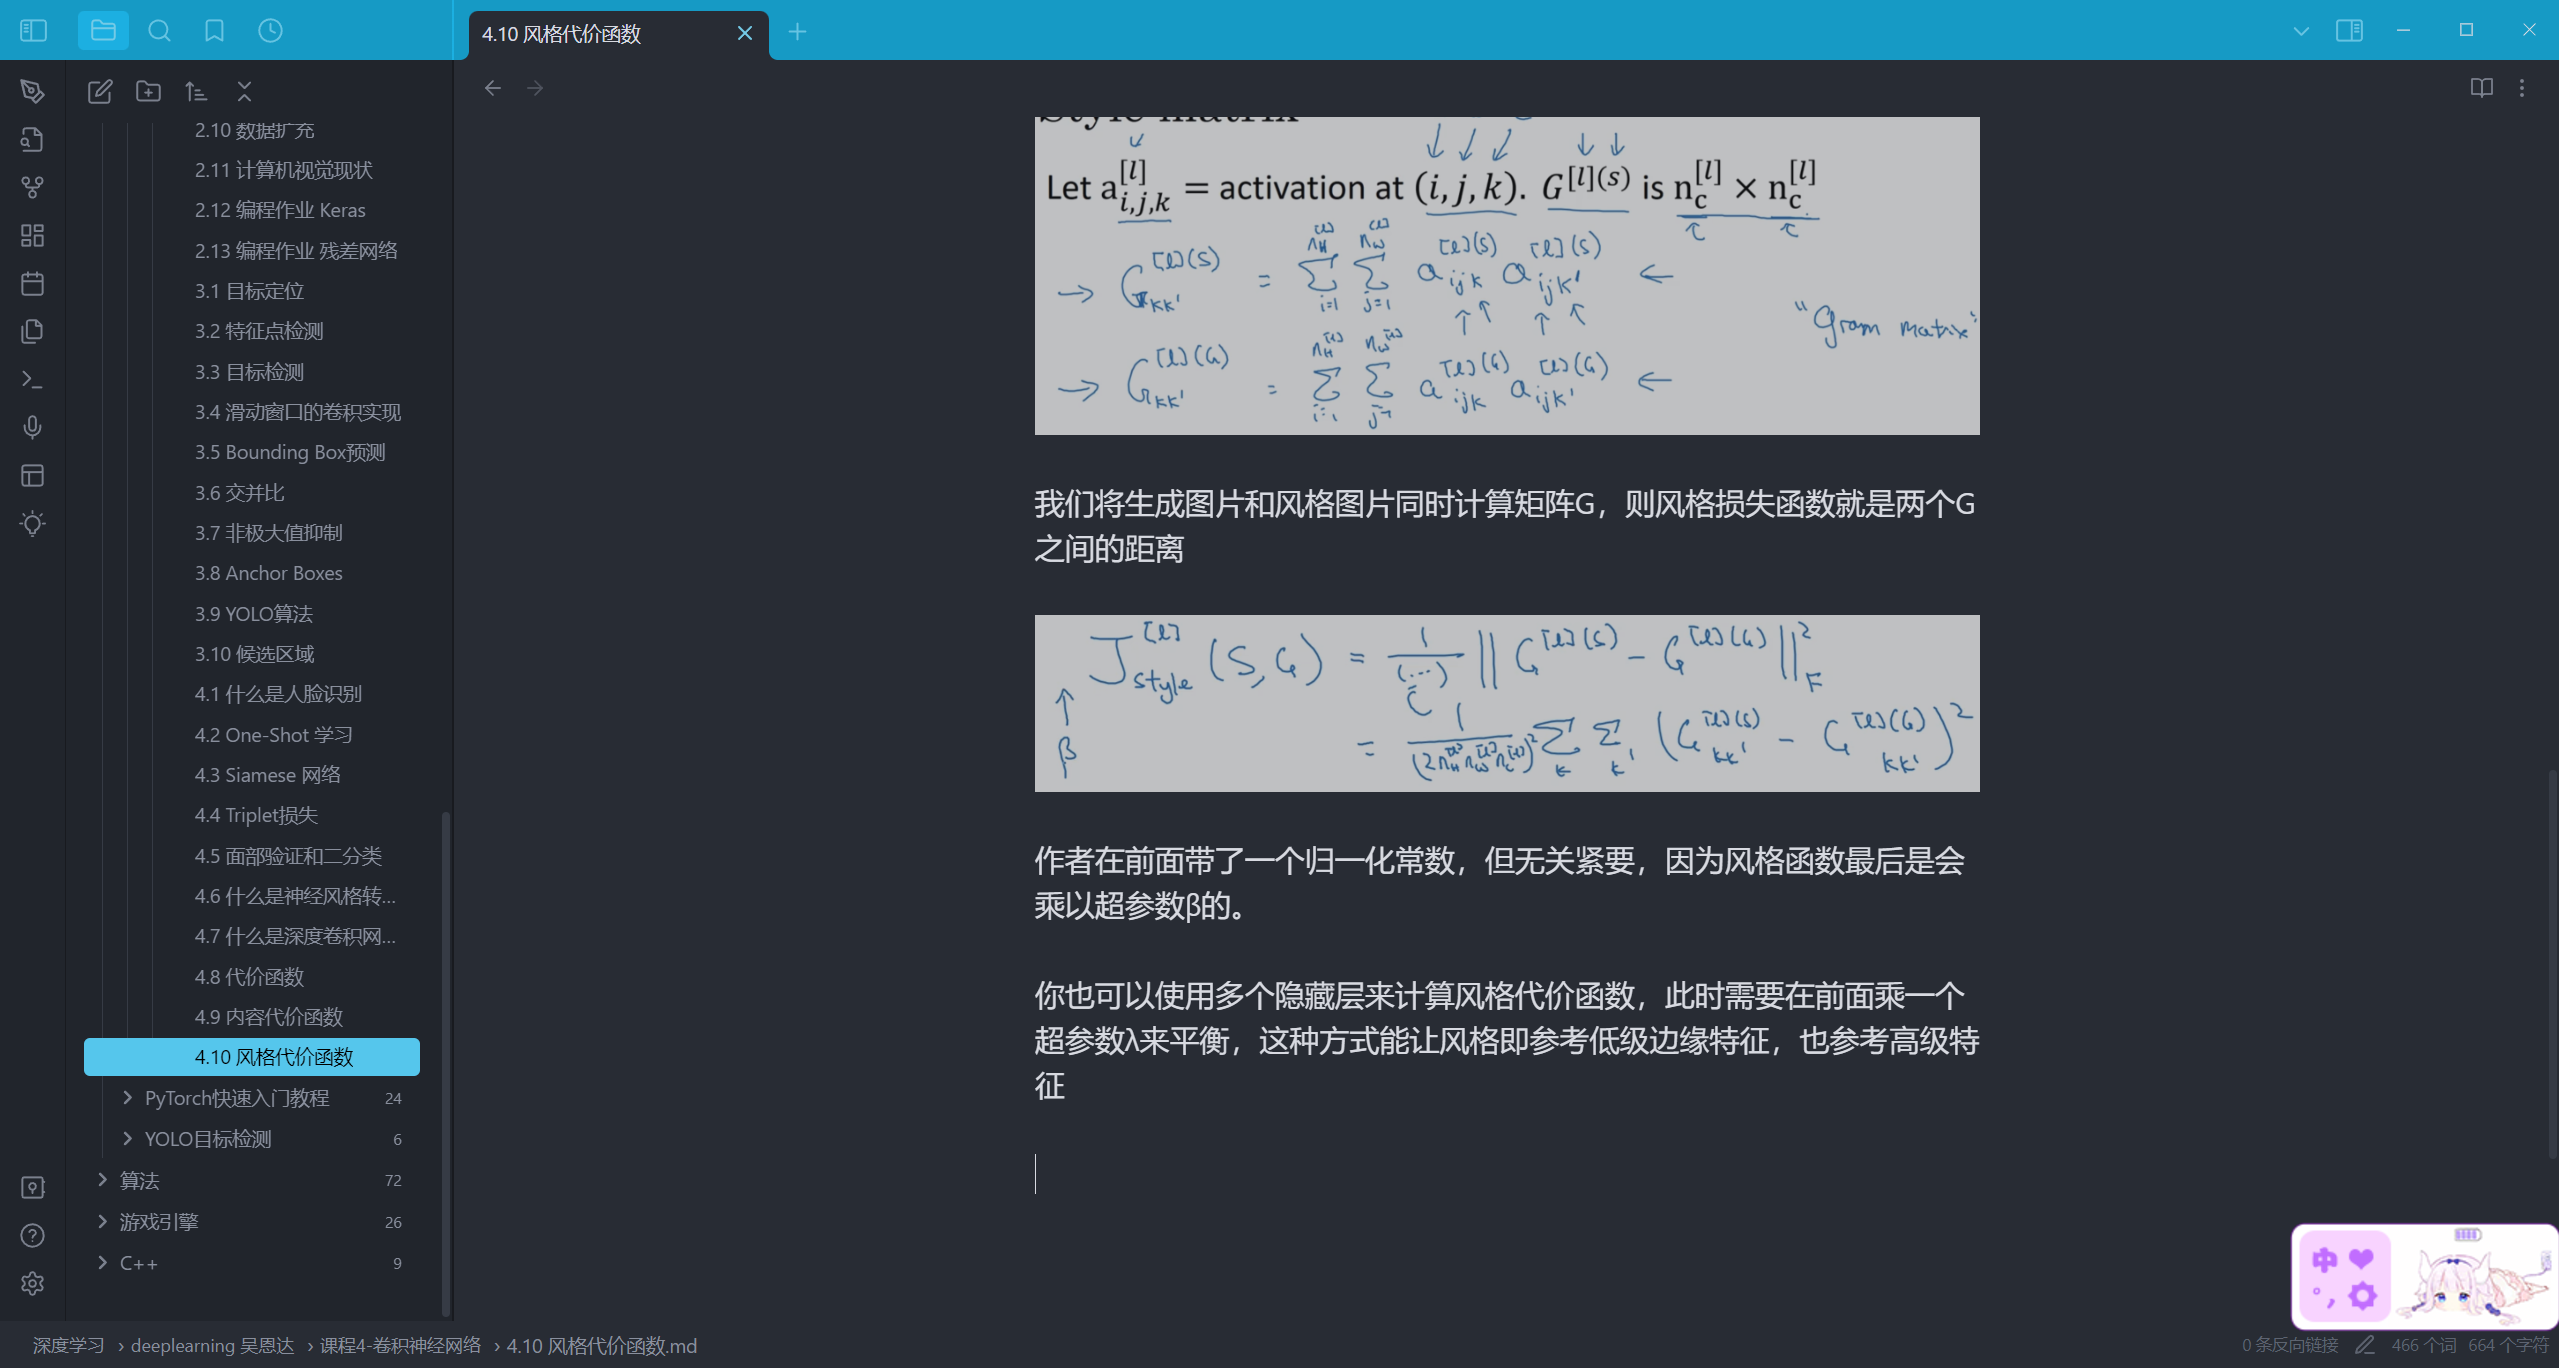 4.10 风格代价函数
2.10 数据扩充
2.11 计算机视觉现状
2.12 编程作业 Keras
2.13 编程作业 残差网络
3.1 目标定位
3.2 特征点检测
3.3 目标检测
3.4 滑动窗口的卷积实现
3.5 Bounding Box预测
3.6 交并比
3.7 非极大值抑制
3.8 Anchor Boxes
3.9 YOLO算法
3.10 候选区域
4.1 什么是人脸识别
4.2 One-Shot 学习
4.3 Siamese 网络
4.4 Triplet损失
4.5 面部验证和二分类
4.6 什么是神经风格转...
4.7 什么是深度卷积网...
4.8 代价函数
4.9 内容代价函数
4.10 风格代价函数
PyTorch快速入门教程 24
YOLO目标检测 6
算法 72
游戏引擎 26
C++ 9
Style matrix
Let a^{[l]}_{i,j,k} = activation at (i, j, k). G^{[l](s)} is n_c^{[l]} × n_c^{[l]}
→ G_{kk'}^{[l](S)} = Σ_{i=1}^{n_H^{[l]}} Σ_{j=1}^{n_W^{[l]}} a_{ijk}^{[l](S)} a_{ijk'}^{[l](S)} ←
"Gram matrix"
→ G_{kk'}^{[l](G)} = Σ_{i=1}^{n_H^{[l]}} Σ_{j=1}^{n_W^{[l]}} a_{ijk}^{[l](G)} a_{ijk'}^{[l](G)} ←
我们将生成图片和风格图片同时计算矩阵G，则风格损失函数就是两个G
之间的距离
J_{style}^{[l]}(S,G) = 1/(...) ||G^{[l](S)} - G^{[l](G)}||_F^2
β = 1/(2n_H^{[l]} n_W^{[l]} n_C^{[l]})^2 Σ_k Σ_{k'} (G_{kk'}^{[l](S)} - G_{kk'}^{[l](G)})^2
作者在前面带了一个归一化常数，但无关紧要，因为风格函数最后是会
乘以超参数β的。
你也可以使用多个隐藏层来计算风格代价函数，此时需要在前面乘一个
超参数λ来平衡，这种方式能让风格即参考低级边缘特征，也参考高级特
征
中
深度学习 › deeplearning 吴恩达 › 课程4-卷积神经网络 › 4.10 风格代价函数.md
0 条反向链接 466 个词 664 个字符